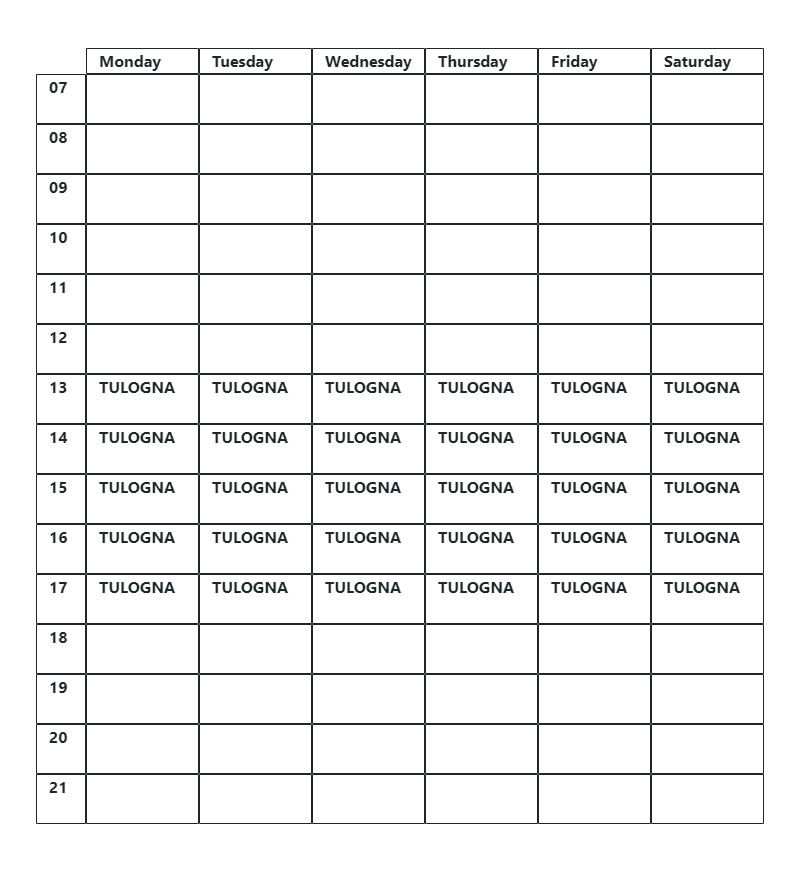 Monday Tuesday Wednesday Thursday Friday Saturday
07
08
09
10
11
12
13 TULOGNA TULOGNA TULOGNA TULOGNA TULOGNA TULOGNA
14 TULOGNA TULOGNA TULOGNA TULOGNA TULOGNA TULOGNA
15 TULOGNA TULOGNA TULOGNA TULOGNA TULOGNA TULOGNA
16 TULOGNA TULOGNA TULOGNA TULOGNA TULOGNA TULOGNA
17 TULOGNA TULOGNA TULOGNA TULOGNA TULOGNA TULOGNA
18
19
20
21